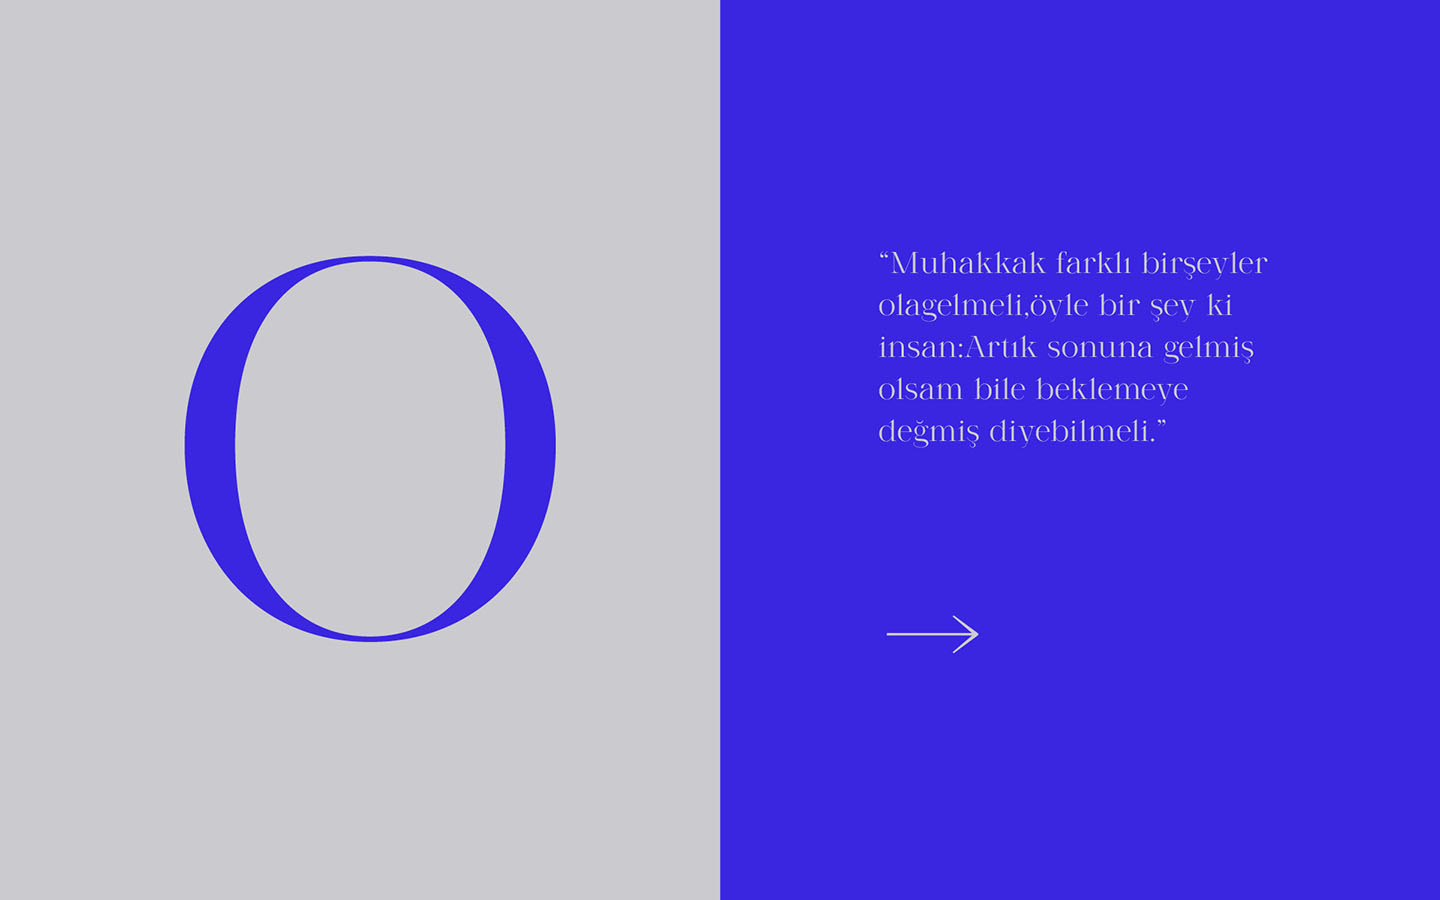 O
“Muhakkak farklı birşeyler
olagelmeli,öyle bir şey ki
insan:Artık sonuna gelmiş
olsam bile beklemeye
değmiş diyebilmeli.”